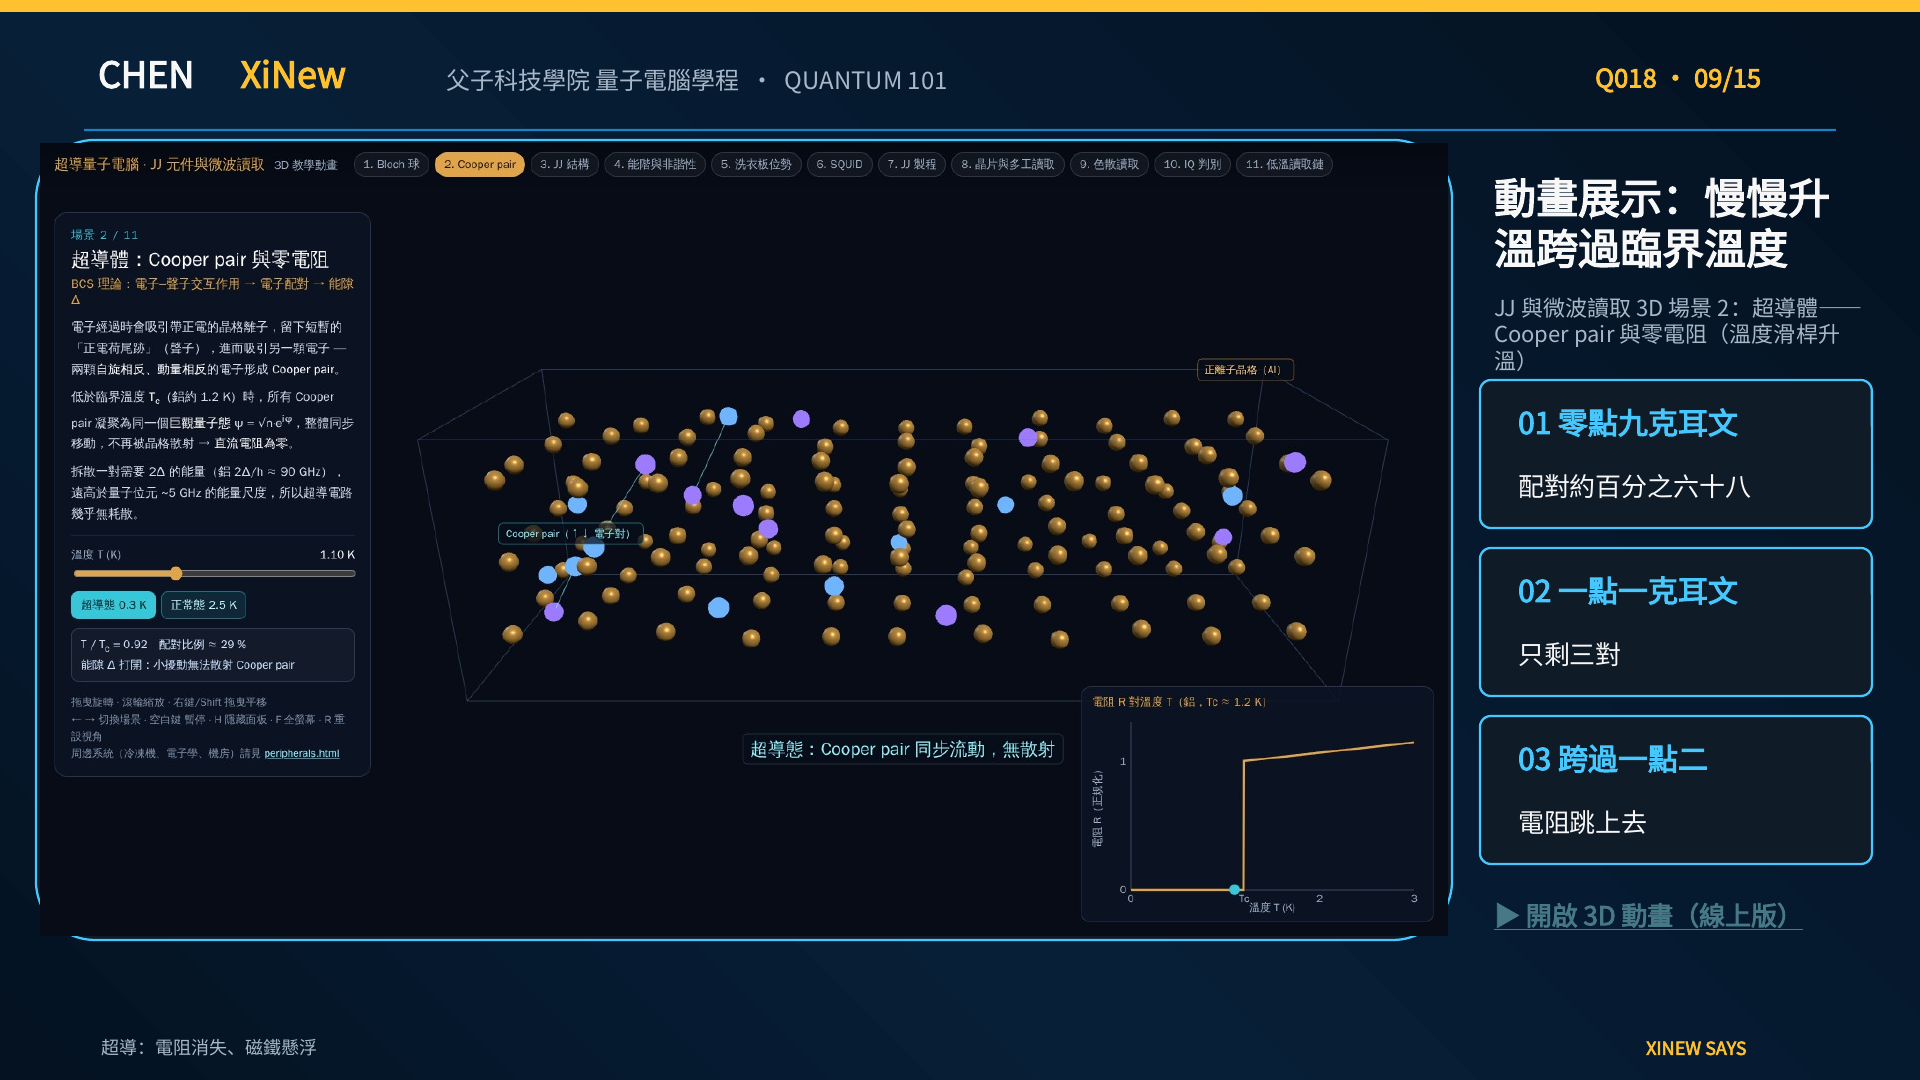 CHEN XiNew 父子科技學院 量子電腦學程 · QUANTUM 101 Q018 · 09/15
超導量子電腦 · JJ 元件與微波讀取 3D 教學動畫 1. Bloch 球 2. Cooper pair 3. JJ 結構 4. 能階與非諧性 5. 洗衣板位勢 6. SQUID 7. JJ 製程 8. 晶片與多工讀取 9. 色散讀取 10. IQ 判別 11. 低溫讀取鏈
場景 2 / 11
超導體：Cooper pair 與零電阻
BCS 理論：電子–聲子交互作用 → 電子配對 → 能隙
Δ
電子經過時會吸引帶正電的晶格離子，留下短暫的
「正電荷尾跡」（聲子），進而吸引另一顆電子 —
兩顆自旋相反、動量相反的電子形成 Cooper pair。
低於臨界溫度 Tc（鋁約 1.2 K）時，所有 Cooper
pair 凝聚為同一個巨觀量子態 ψ = √n·e^iφ，整體同步
移動，不再被晶格散射 → 直流電阻為零。
拆散一對需要 2Δ 的能量（鋁 2Δ/h ≈ 90 GHz），
遠高於量子位元 ~5 GHz 的能量尺度，所以超導電路
幾乎無耗散。
溫度 T (K) 1.10 K
超導態 0.3 K 正常態 2.5 K
T / Tc = 0.92 配對比例 ≈ 29 %
能隙 Δ 打開：小擾動無法散射 Cooper pair
拖曳旋轉 · 滾輪縮放 · 右鍵/Shift 拖曳平移
← → 切換場景 · 空白鍵 暫停 · H 隱藏面板 · F 全螢幕 · R 重
設視角
周邊系統（冷凍機、電子學、機房）請見 peripherals.html
正離子晶格（Al）
Cooper pair（↑ ↓ 電子對）
超導態：Cooper pair 同步流動，無散射
電阻 R 對溫度 T（鋁，Tc ≈ 1.2 K）
電阻 R（正規化）
1
0
0 Tc 2 3
溫度 T (K)
動畫展示：慢慢升
溫跨過臨界溫度
JJ 與微波讀取 3D 場景 2：超導體——
Cooper pair 與零電阻（溫度滑桿升
溫）
01 零點九克耳文
配對約百分之六十八
02 一點一克耳文
只剩三對
03 跨過一點二
電阻跳上去
▶ 開啟 3D 動畫（線上版）
超導：電阻消失、磁鐵懸浮
XINEW SAYS